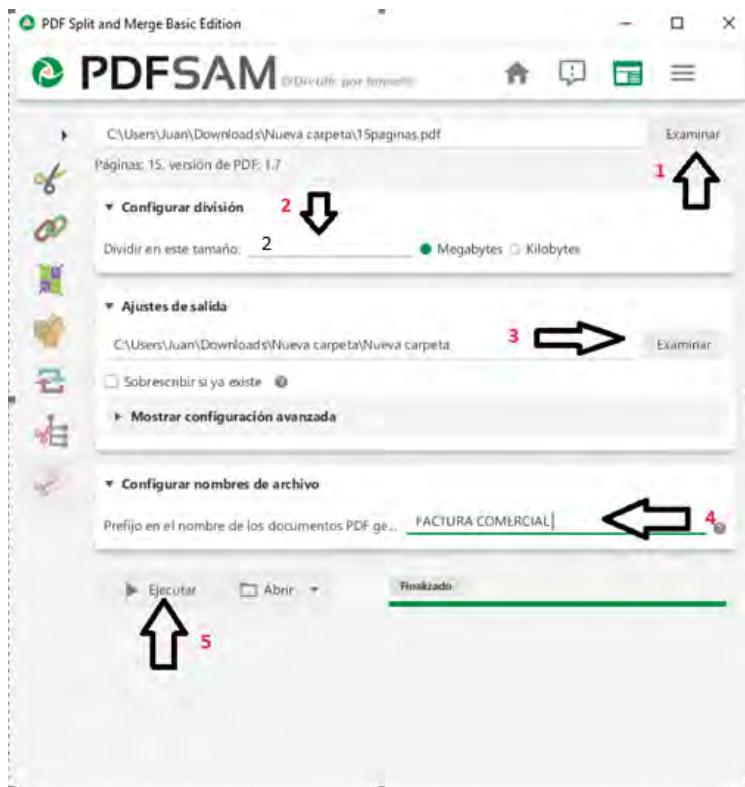 PDF Split and Merge Basic Edition
PDFSAM
C:\Users\Juan\Downloads\Nueva carpeta\15paginas.pdf Examinar
Páginas: 15, versión de PDF: 1.7
1
Configurar división 2
Dividir en este tamaño: 2 Megabytes Kilobytes
Ajustes de salida
C:\Users\Juan\Downloads\Nueva carpeta\Nueva carpeta 3 Examinar
Sobrescribir si ya existe
Mostrar configuración avanzada
Configurar nombres de archivo
Prefijo en el nombre de los documentos PDF ge... FACTURA COMERCIAL 4
Ejecutar Abrir Finalizado
5